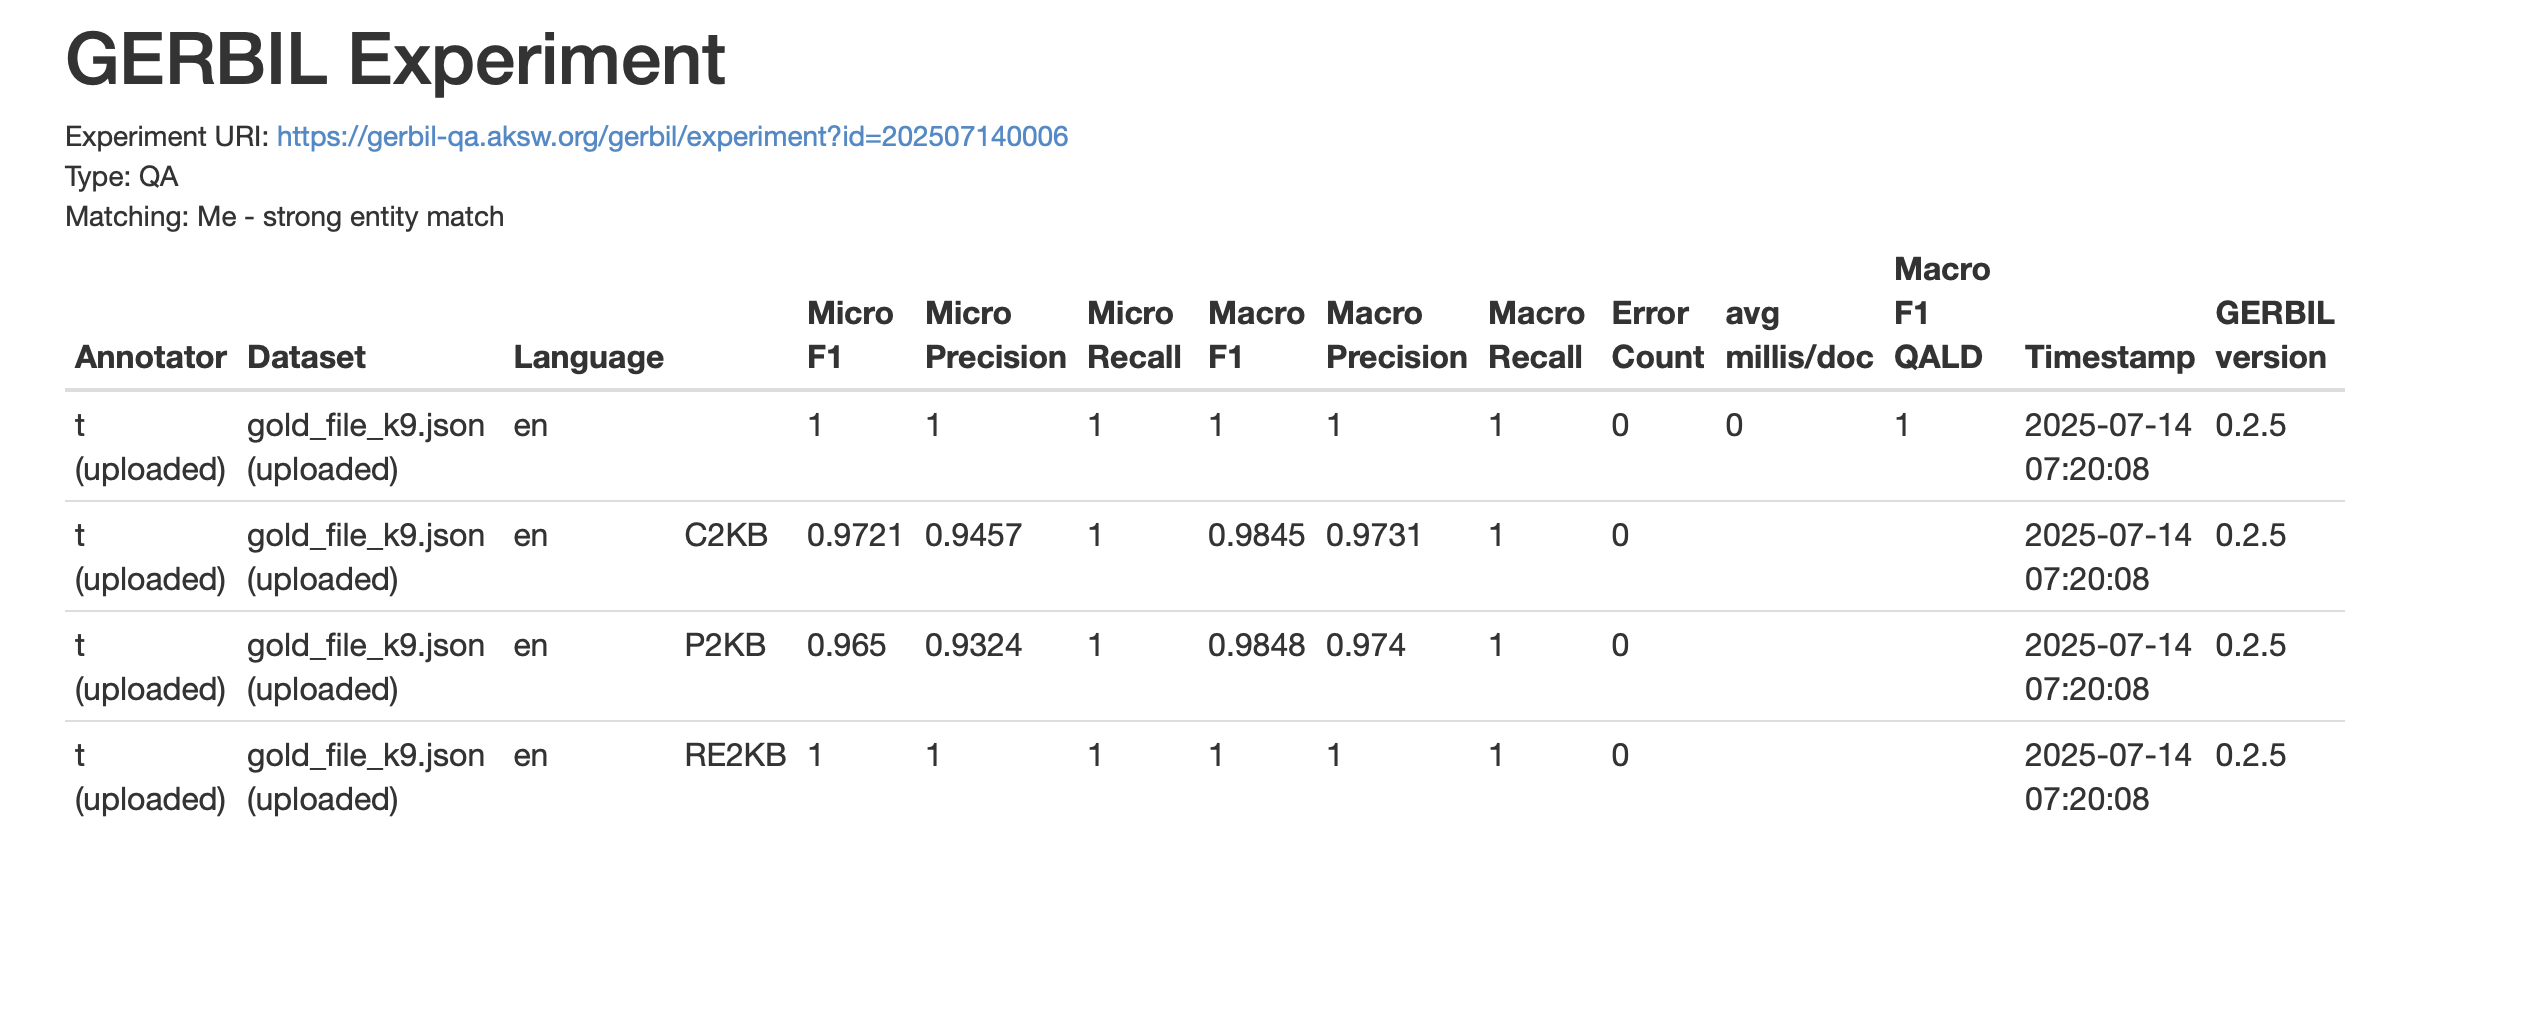 GERBIL Experiment
Experiment URI: https://gerbil-qa.aksw.org/gerbil/experiment?id=202507140006
Type: QA
Matching: Me - strong entity match
Annotator Dataset Language Micro F1 Micro Precision Micro Recall Macro F1 Macro Precision Macro Recall Error Count avg millis/doc Macro F1 QALD Timestamp GERBIL version
t (uploaded) gold_file_k9.json (uploaded) en 1 1 1 1 1 1 0 0 1 2025-07-14 07:20:08 0.2.5
t (uploaded) gold_file_k9.json (uploaded) en C2KB 0.9721 0.9457 1 0.9845 0.9731 1 0 2025-07-14 07:20:08 0.2.5
t (uploaded) gold_file_k9.json (uploaded) en P2KB 0.965 0.9324 1 0.9848 0.974 1 0 2025-07-14 07:20:08 0.2.5
t (uploaded) gold_file_k9.json (uploaded) en RE2KB 1 1 1 1 1 1 0 2025-07-14 07:20:08 0.2.5